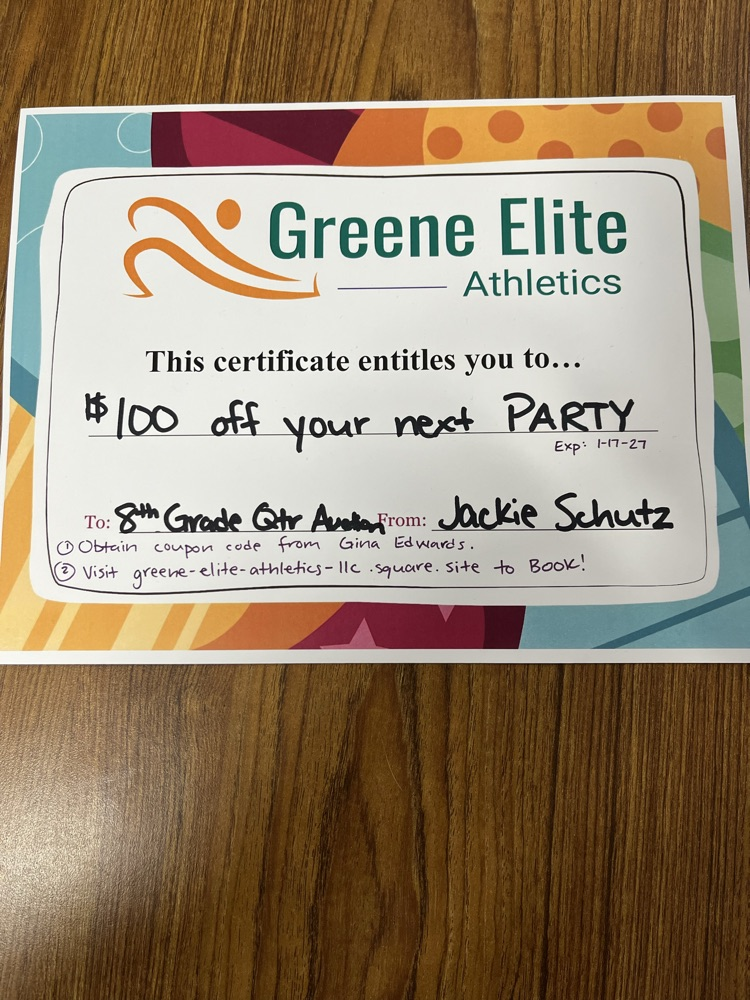 Greene Elite
Athletics
This certificate entitles you to…
$100 off your next PARTY
Exp: 1-17-27
To: 8th Grade Qtr Auction From: Jackie Schutz
① Obtain coupon code from Gina Edwards.
② Visit greene-elite-athletics-llc.square.site to BOOK!